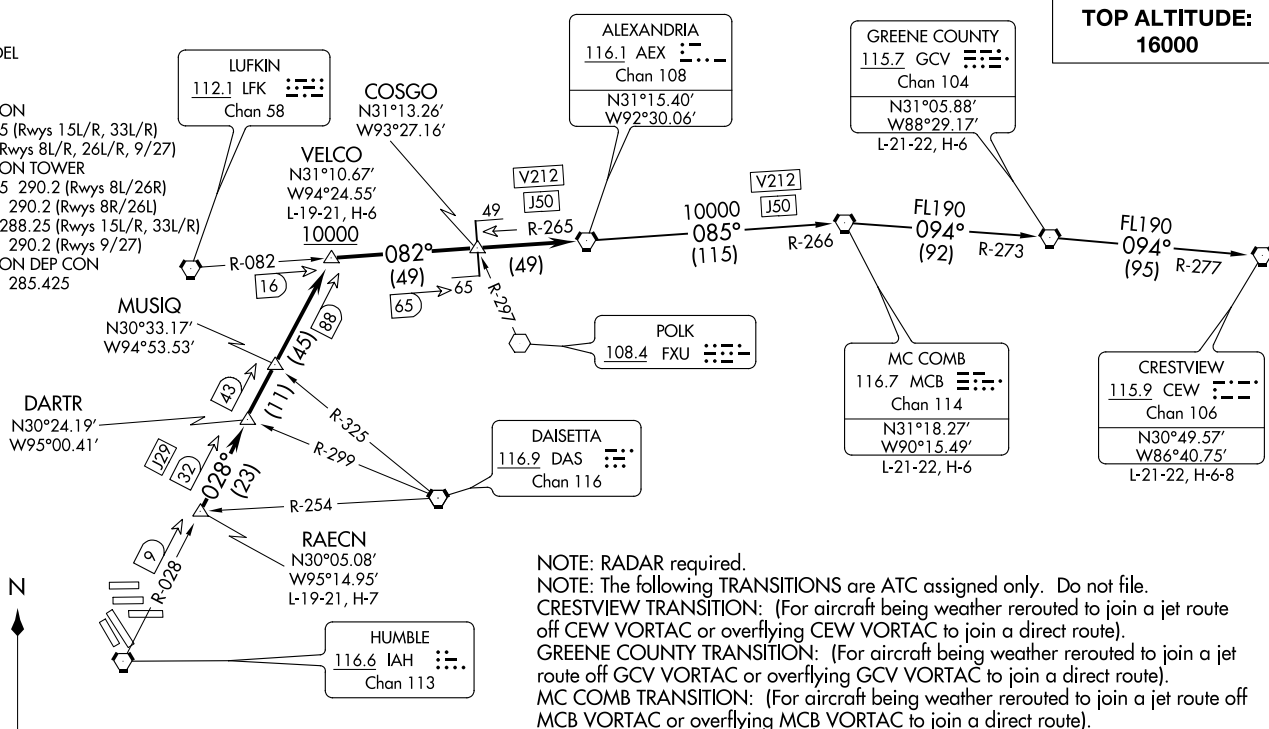 TOP ALTITUDE:
16000
DEL
ON
5 (Rwys 15L/R, 33L/R)
Rwys 8L/R, 26L/R, 9/27)
ON TOWER
5 290.2 (Rwys 8L/26R)
290.2 (Rwys 8R/26L)
288.25 (Rwys 15L/R, 33L/R)
290.2 (Rwys 9/27)
ON DEP CON
285.425
LUFKIN
112.1 LFK
Chan 58
COSGO
N31°13.26'
W93°27.16'
VELCO
N31°10.67'
W94°24.55'
L-19-21, H-6
10000
ALEXANDRIA
116.1 AEX
Chan 108
N31°15.40'
W92°30.06'
GREENE COUNTY
115.7 GCV
Chan 104
N31°05.88'
W88°29.17'
L-21-22, H-6
R-082
16
082°
(49)
65
65
49
R-265
V212
J50
(49)
10000
085°
(115)
V212
J50
R-266
FL190
094°
(92)
R-273
FL190
094°
(95)
R-277
R-297
POLK
108.4 FXU
MC COMB
116.7 MCB
Chan 114
N31°18.27'
W90°15.49'
L-21-22, H-6
CRESTVIEW
115.9 CEW
Chan 106
N30°49.57'
W86°40.75'
L-21-22, H-6-8
MUSIQ
N30°33.17'
W94°53.53'
88
(45)
43
(11)
DARTR
N30°24.19'
W95°00.41'
R-325
R-299
R-254
DAISETTA
116.9 DAS
Chan 116
J29
32
028°
(23)
RAECN
N30°05.08'
W95°14.95'
L-19-21, H-7
9
R-028
N
HUMBLE
116.6 IAH
Chan 113
NOTE: RADAR required.
NOTE: The following TRANSITIONS are ATC assigned only. Do not file.
CRESTVIEW TRANSITION: (For aircraft being weather rerouted to join a jet route
off CEW VORTAC or overflying CEW VORTAC to join a direct route).
GREENE COUNTY TRANSITION: (For aircraft being weather rerouted to join a jet
route off GCV VORTAC or overflying GCV VORTAC to join a direct route).
MC COMB TRANSITION: (For aircraft being weather rerouted to join a jet route off
MCB VORTAC or overflying MCB VORTAC to join a direct route).